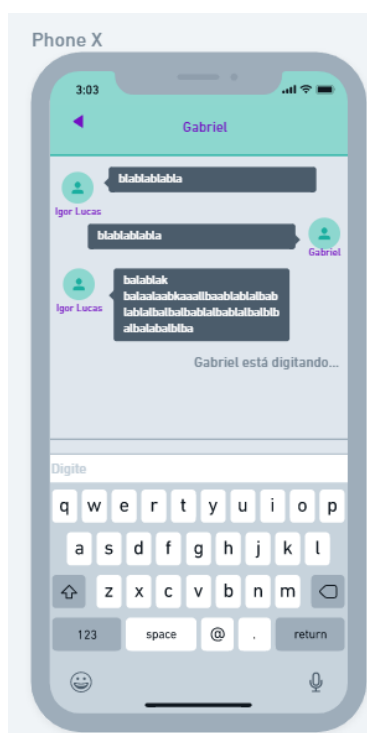 Phone X
3:03
Gabriel
blablablabla
Igor Lucas
blablablabla
Gabriel
balablak
balaalaabkaaallbaablablalbab
lablalbalbalbablalbablalbalblb
albalabalblba
Igor Lucas
Gabriel está digitando...
Digite
q w e r t y u i o p
a s d f g h j k l
z x c v b n m
123 space @ . return